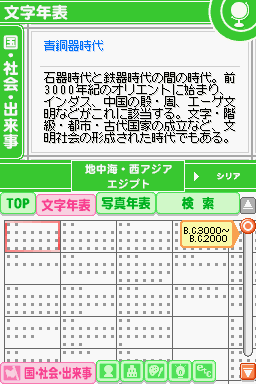 文字年表
国・社会・出来事
青銅器時代
石器時代と鉄器時代の間の時代。前
3000年紀のオリエントに始まり、
インダス、中国の殷・周、エーゲ文
明などがこれに該当する。文字・階
級・都市・古代国家の成立など、文
明社会の形成された時代でもある。
地中海・西アジア
エジプト
シリア
TOP
文字年表
写真年表
検 索
B.C.3000～
B.C.2000
国・社会・出来事
etc